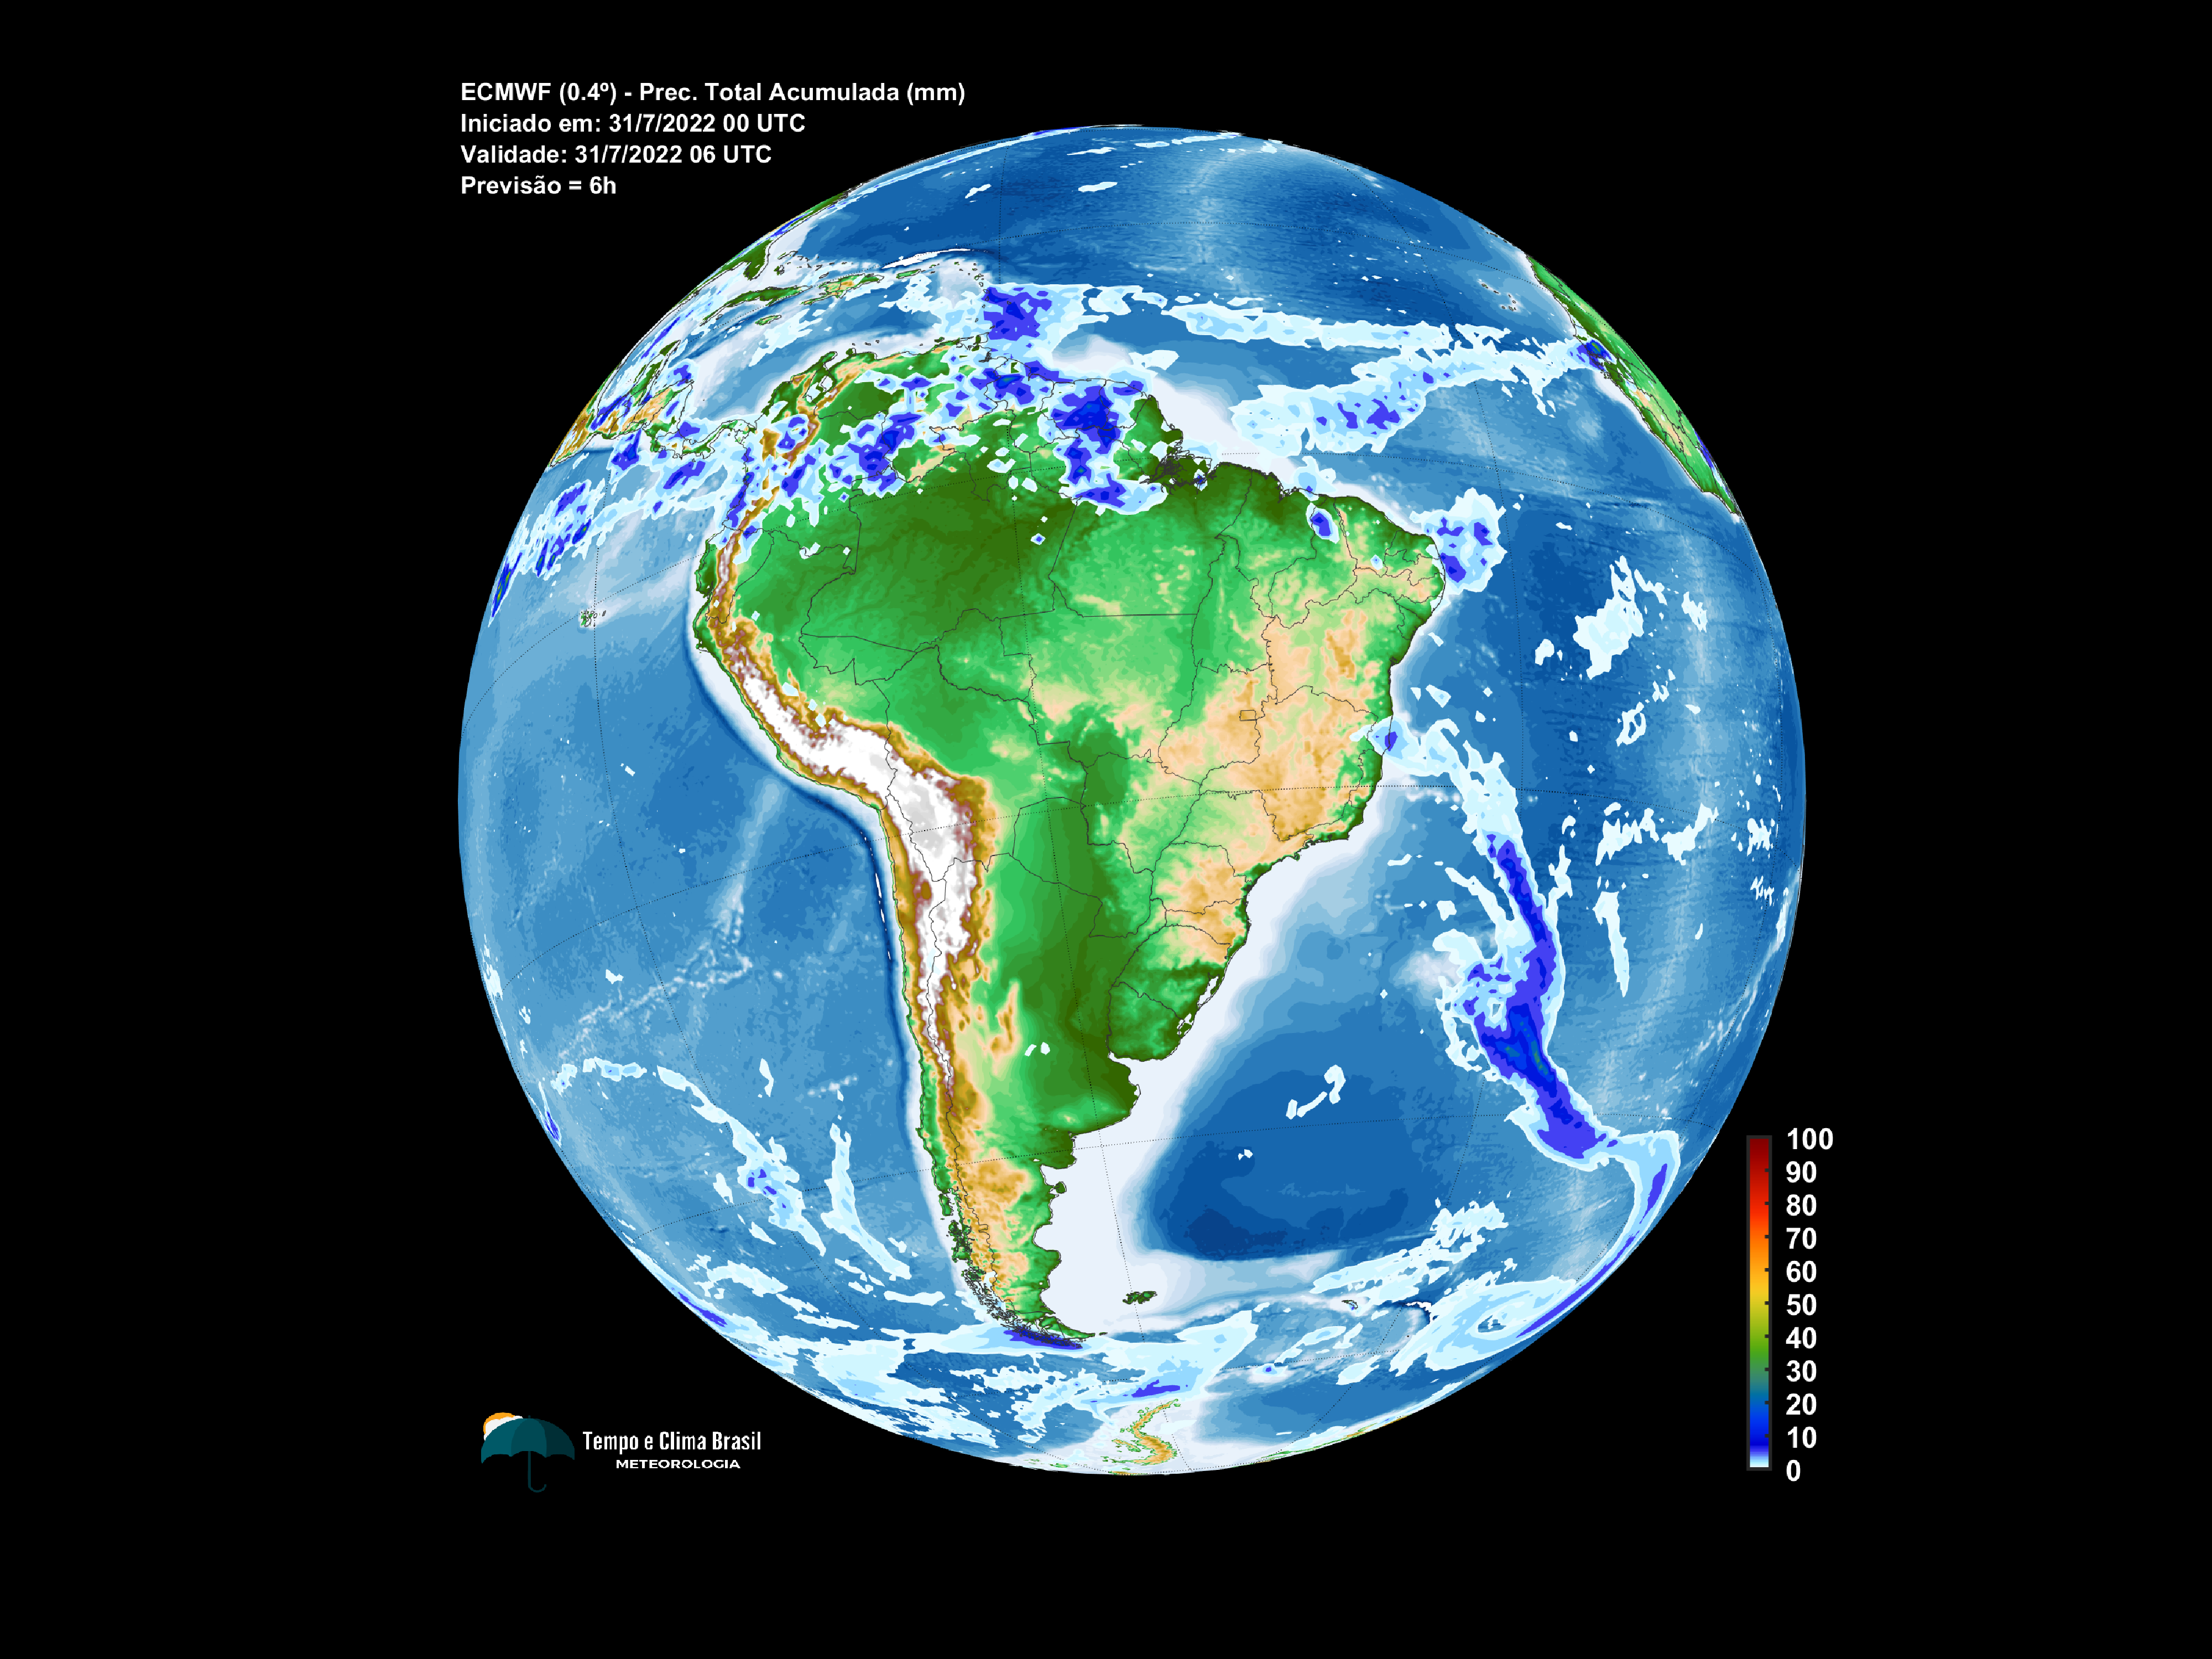 ECMWF (0.4º) - Prec. Total Acumulada (mm)
Iniciado em: 31/7/2022 00 UTC
Validade: 31/7/2022 06 UTC
Previsão = 6h
100
90
80
70
60
50
40
30
20
10
0
Tempo e Clima Brasil
METEOROLOGIA